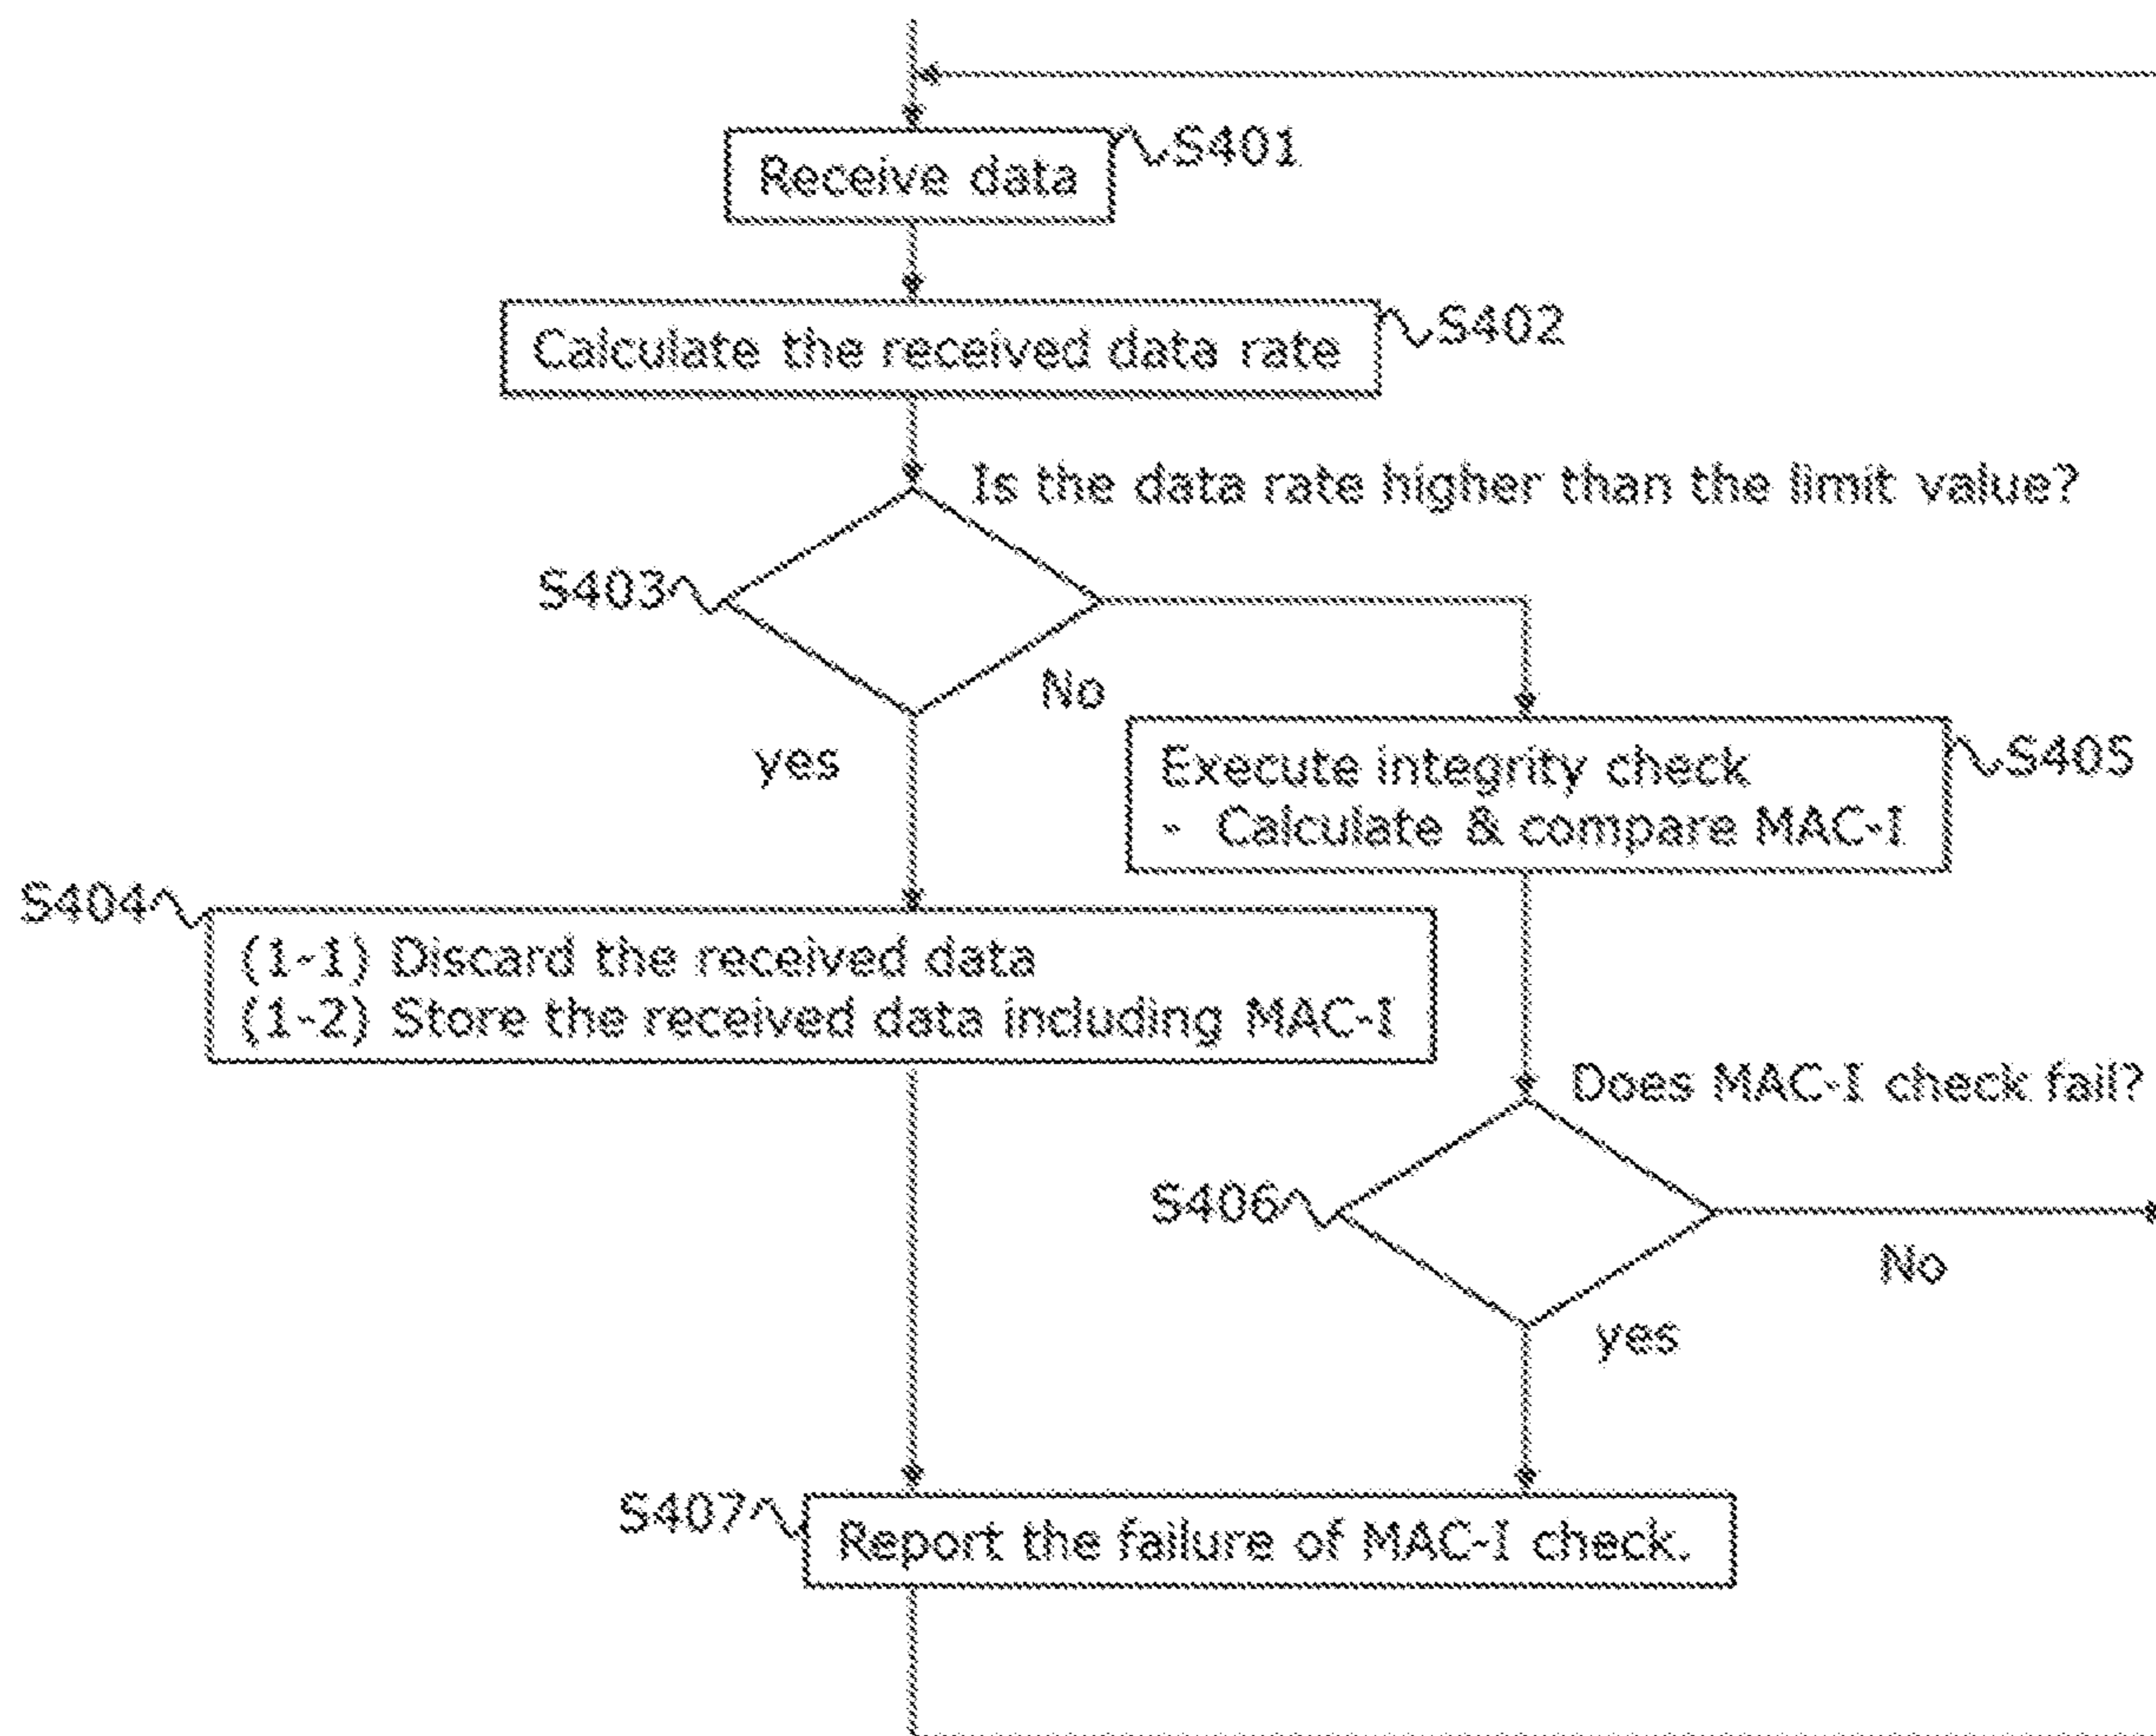 Receive data
S401
Calculate the received data rate
S402
Is the data rate higher than the limit value?
S403
No
yes
Execute integrity check
- Calculate & compare MAC-I
S405
S404
(1-1) Discard the received data
(1-2) Store the received data including MAC-I
Does MAC-I check fail?
S406
No
yes
S407
Report the failure of MAC-I check.